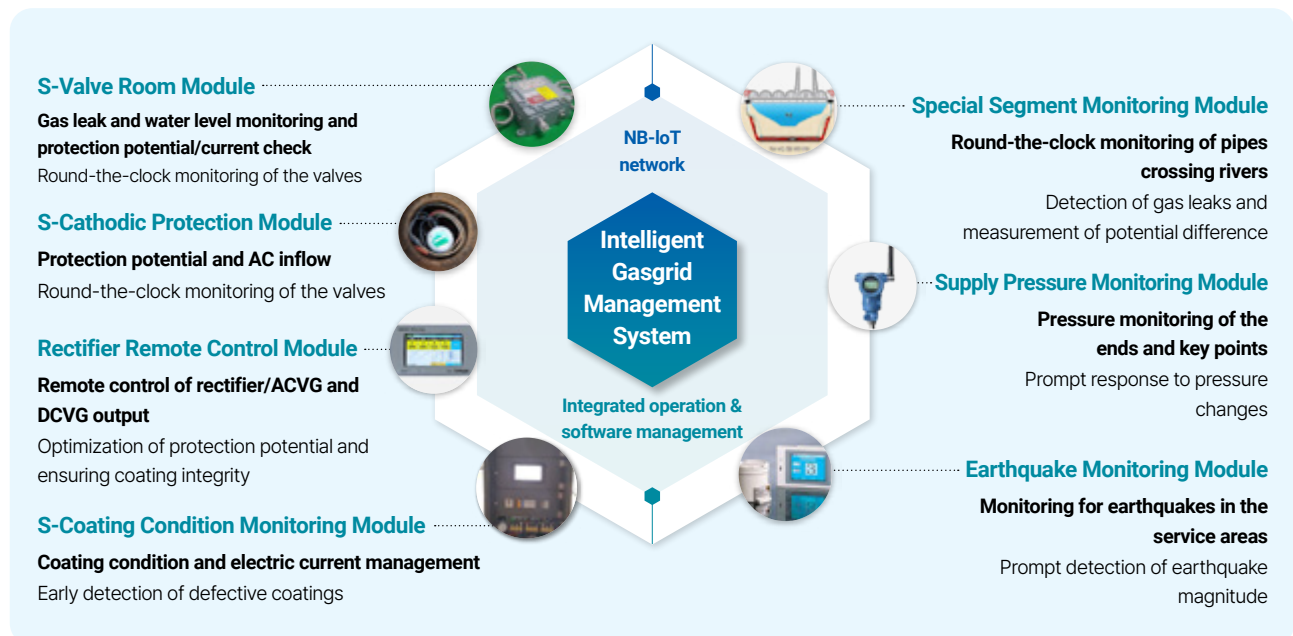 S-Valve Room Module
Gas leak and water level monitoring and
protection potential/current check
Round-the-clock monitoring of the valves
S-Cathodic Protection Module
Protection potential and AC inflow
Round-the-clock monitoring of the valves
Rectifier Remote Control Module
Remote control of rectifier/ACVG and
DCVG output
Optimization of protection potential and
ensuring coating integrity
S-Coating Condition Monitoring Module
Coating condition and electric current management
Early detection of defective coatings
NB-IoT
network
Intelligent
Gasgrid
Management
System
Integrated operation &
software management
Special Segment Monitoring Module
Round-the-clock monitoring of pipes
crossing rivers
Detection of gas leaks and
measurement of potential difference
Supply Pressure Monitoring Module
Pressure monitoring of the
ends and key points
Prompt response to pressure
changes
Earthquake Monitoring Module
Monitoring for earthquakes in the
service areas
Prompt detection of earthquake
magnitude